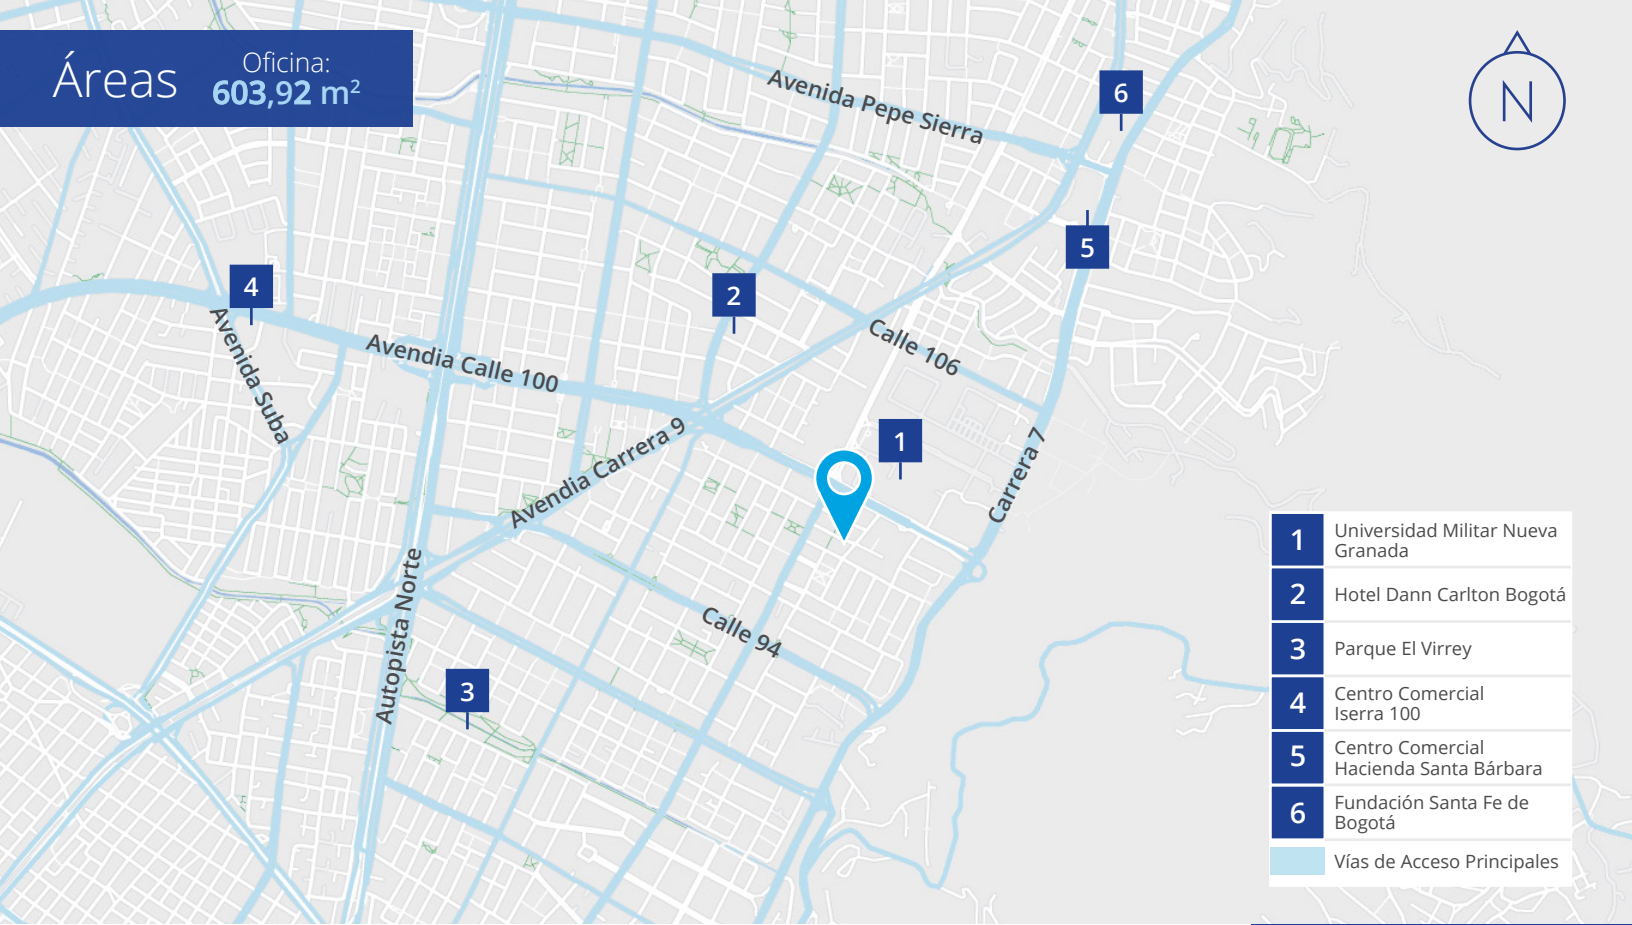 Áreas
Oficina:
603,92 m²
N
Avenida Pepe Sierra
6
5
4
2
Avenida Suba
Avendia Calle 100
Calle 106
Avendia Carrera 9
1
Carrera 7
Autopista Norte
Calle 94
3
1 Universidad Militar Nueva
Granada
2 Hotel Dann Carlton Bogotá
3 Parque El Virrey
4 Centro Comercial
Iserra 100
5 Centro Comercial
Hacienda Santa Bárbara
6 Fundación Santa Fe de
Bogotá
Vías de Acceso Principales